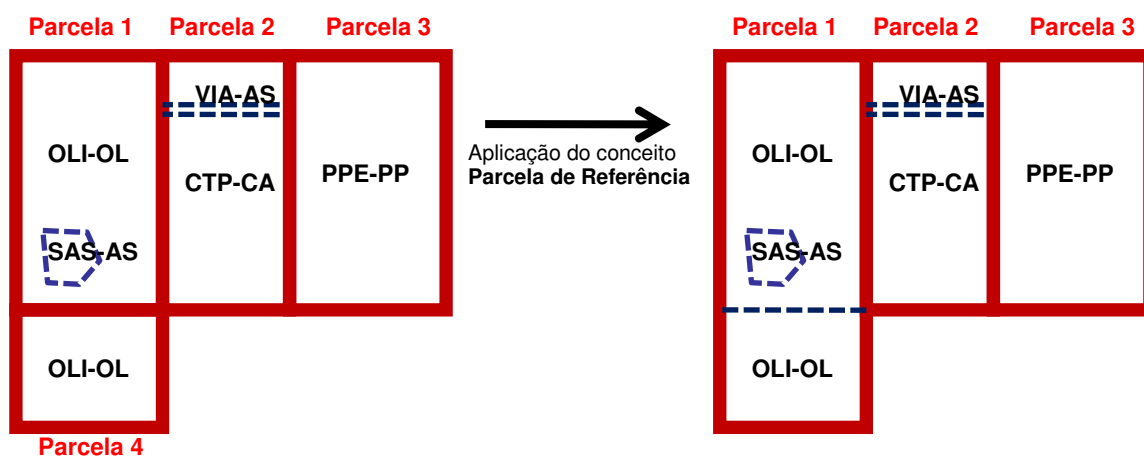 Parcela 1 Parcela 2 Parcela 3
VIA-AS
OLI-OL
CTP-CA
PPE-PP
SAS-AS
OLI-OL
Parcela 4
Aplicação do conceito
Parcela de Referência
Parcela 1 Parcela 2 Parcela 3
VIA-AS
OLI-OL
CTP-CA
PPE-PP
SAS-AS
OLI-OL